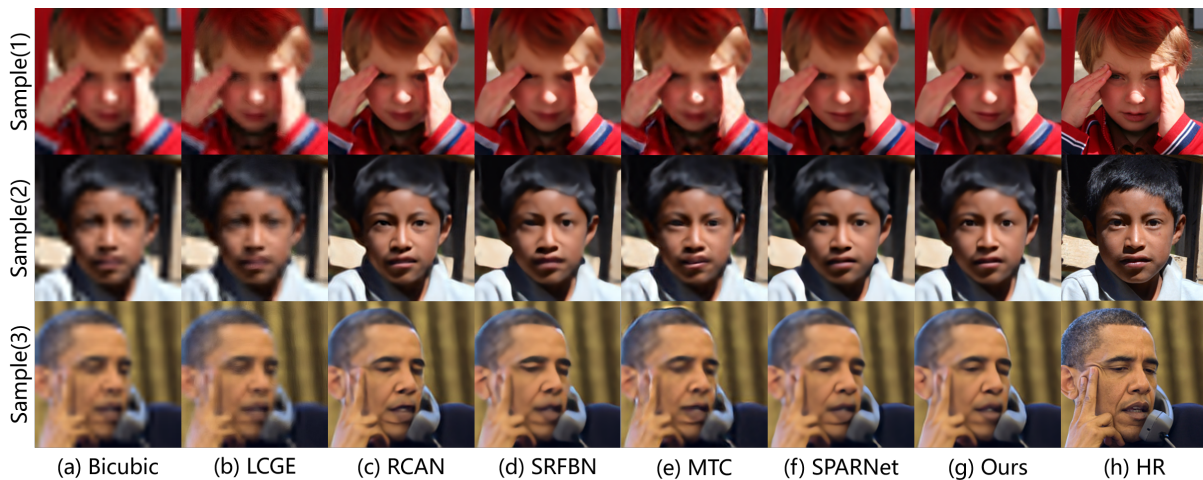 Sample(1)
Sample(2)
Sample(3)
(a) Bicubic (b) LCGE (c) RCAN (d) SRFBN (e) MTC (f) SPARNet (g) Ours (h) HR